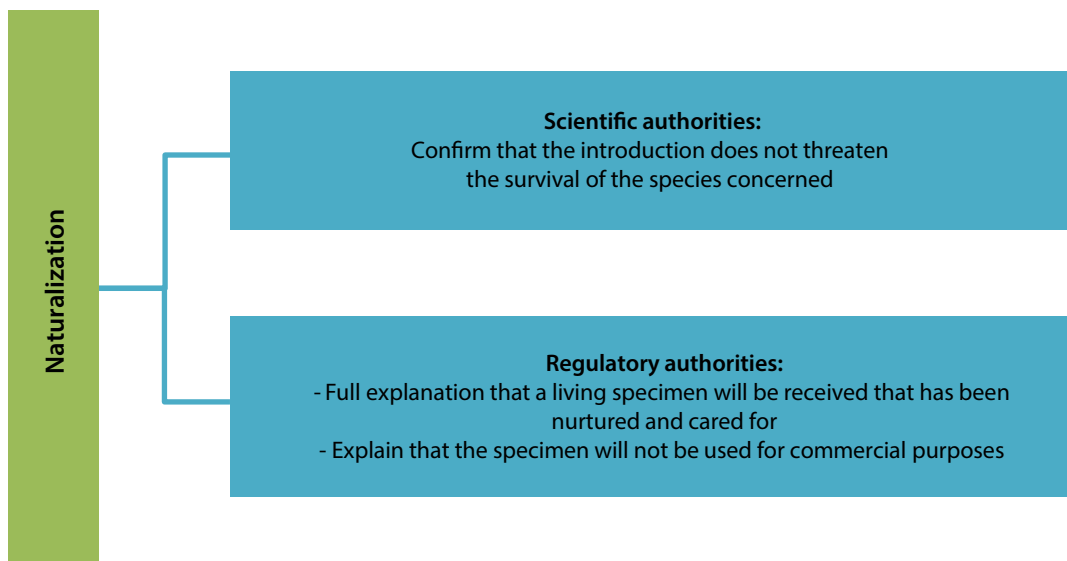 Naturalization
Scientific authorities:
Confirm that the introduction does not threaten
the survival of the species concerned
Regulatory authorities:
- Full explanation that a living specimen will be received that has been
nurtured and cared for
- Explain that the specimen will not be used for commercial purposes